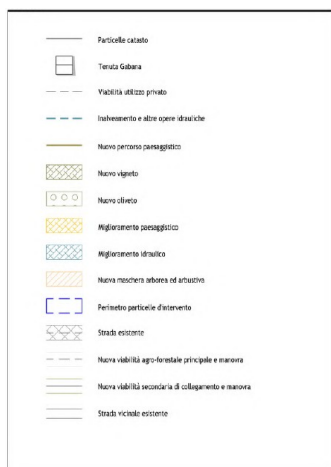 Particelle catasto
Tenuta Gabana
Viabilità utilizzo privato
Inalveamento e altre opere idrauliche
Nuovo percorso paesaggistico
Nuovo vigneto
Nuovo oliveto
Miglioramento paesaggistico
Miglioramento idraulico
Nuova maschera arborea ed arbustiva
Perimetro particelle d'intervento
Strada esistente
Nuova viabilità agro-forestale principale e manovra
Nuova viabilità secondaria di collegamento e manovra
Strada vicinale esistente